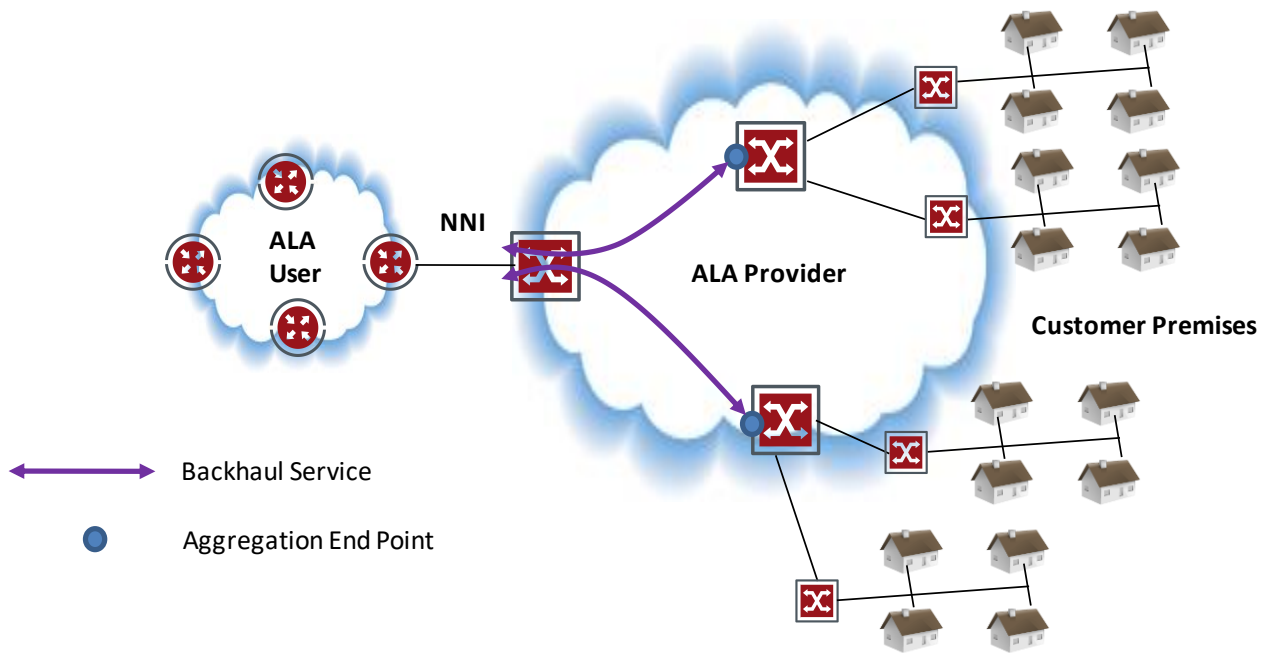 NNI
ALA
User
ALA Provider
Customer Premises
Backhaul Service
Aggregation End Point